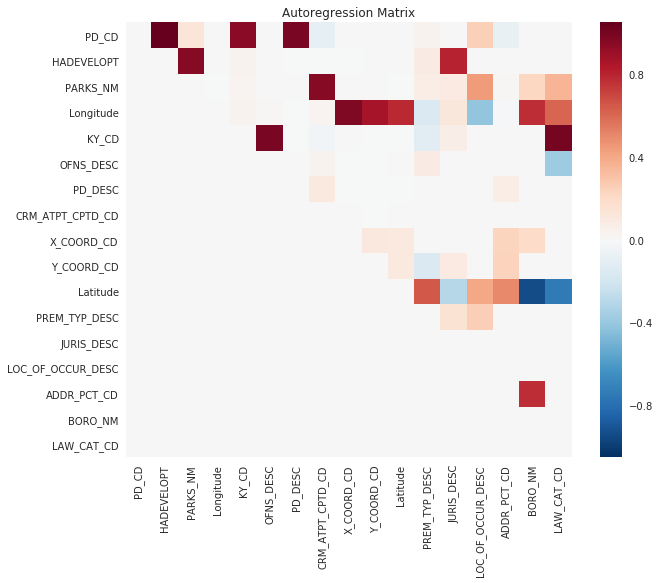 Autoregression Matrix
PD_CD
HADEVELOPT
PARKS_NM
Longitude
KY_CD
OFNS_DESC
PD_DESC
CRM_ATPT_CPTD_CD
X_COORD_CD
Y_COORD_CD
Latitude
PREM_TYP_DESC
JURIS_DESC
LOC_OF_OCCUR_DESC
ADDR_PCT_CD
BORO_NM
LAW_CAT_CD
PD_CD
HADEVELOPT
PARKS_NM
Longitude
KY_CD
OFNS_DESC
PD_DESC
CRM_ATPT_CPTD_CD
X_COORD_CD
Y_COORD_CD
Latitude
PREM_TYP_DESC
JURIS_DESC
LOC_OF_OCCUR_DESC
ADDR_PCT_CD
BORO_NM
LAW_CAT_CD
0.8
0.4
0.0
−0.4
−0.8